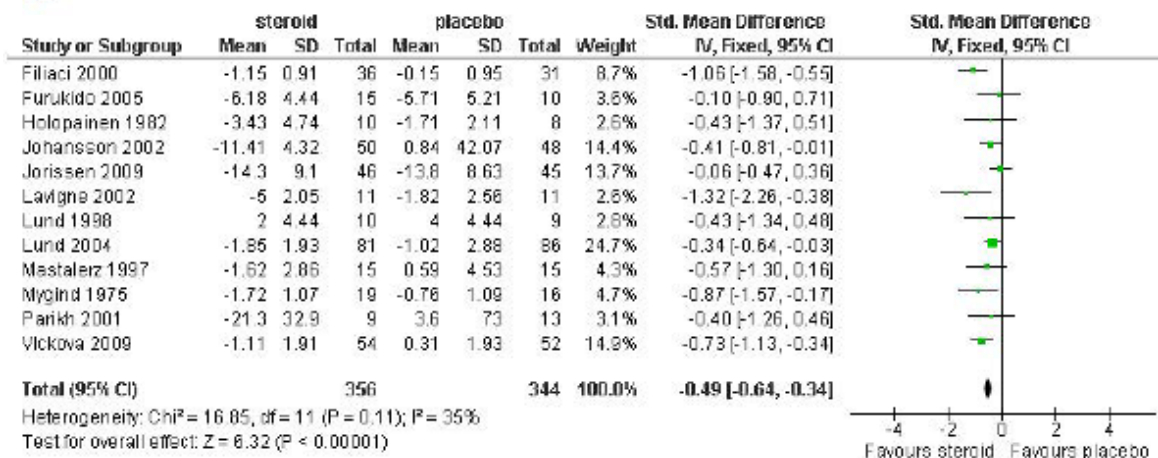 steroid placebo Std. Mean Difference Std. Mean Difference
Study or Subgroup Mean SD Total Mean SD Total Weight IV, Fixed, 95% CI IV, Fixed, 95% CI
Filiaci 2000 -1.15 0.91 36 -0.15 0.95 31 8.7% -1.06 [-1.58, -0.55]
Furukido 2005 -6.18 4.44 15 -5.71 5.21 10 3.6% -0.10 [-0.90, 0.71]
Holopainen 1982 -3.43 4.74 10 -1.71 2.11 8 2.6% -0.43 [-1.37, 0.51]
Johansson 2002 -11.41 4.32 50 0.84 42.07 48 14.4% -0.41 [-0.81, -0.01]
Jorissen 2009 -14.3 9.1 46 -13.8 8.63 45 13.7% -0.06 [-0.47, 0.36]
Lavigne 2002 -5 2.05 11 -1.82 2.56 11 2.6% -1.32 [-2.26, -0.38]
Lund 1998 2 4.44 10 4 4.44 9 2.8% -0.43 [-1.34, 0.48]
Lund 2004 -1.85 1.93 81 -1.02 2.88 86 24.7% -0.34 [-0.64, -0.03]
Mastalerz 1997 -1.62 2.86 15 0.59 4.53 15 4.3% -0.57 [-1.30, 0.16]
Mygind 1975 -1.72 1.07 19 -0.76 1.09 16 4.7% -0.87 [-1.57, -0.17]
Parikh 2001 -21.3 32.9 9 3.6 73 13 3.1% -0.40 [-1.26, 0.46]
Vlckova 2009 -1.11 1.91 54 0.31 1.93 52 14.9% -0.73 [-1.13, -0.34]
Total (95% CI) 356 344 100.0% -0.49 [-0.64, -0.34]
Heterogeneity: Chi² = 16.85, df = 11 (P = 0.11); I² = 35%
Test for overall effect: Z = 6.32 (P < 0.00001)
-4 -2 0 2 4
Favours steroid Favours placebo